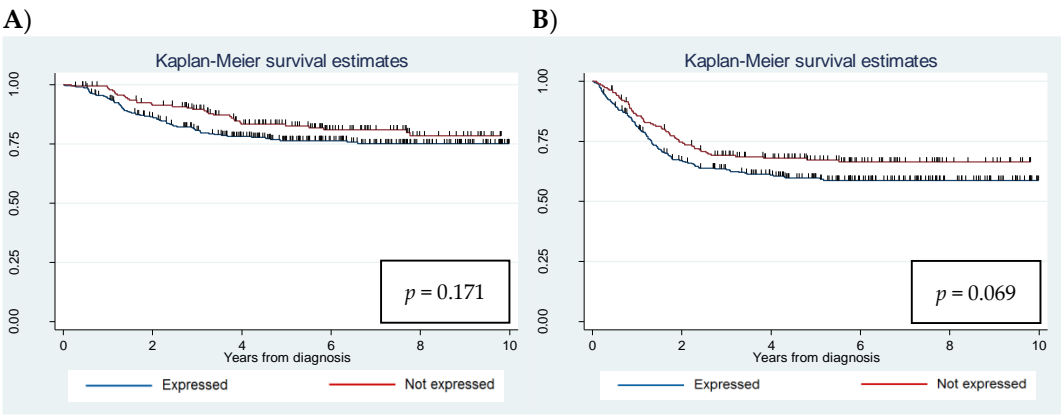 A)
Kaplan-Meier survival estimates
1.00
0.75
0.50
0.25
0.00
p = 0.171
0 2 4 6 8 10
Years from diagnosis
Expressed Not expressed
B)
Kaplan-Meier survival estimates
1.00
0.75
0.50
0.25
0.00
p = 0.069
0 2 4 6 8 10
Years from diagnosis
Expressed Not expressed